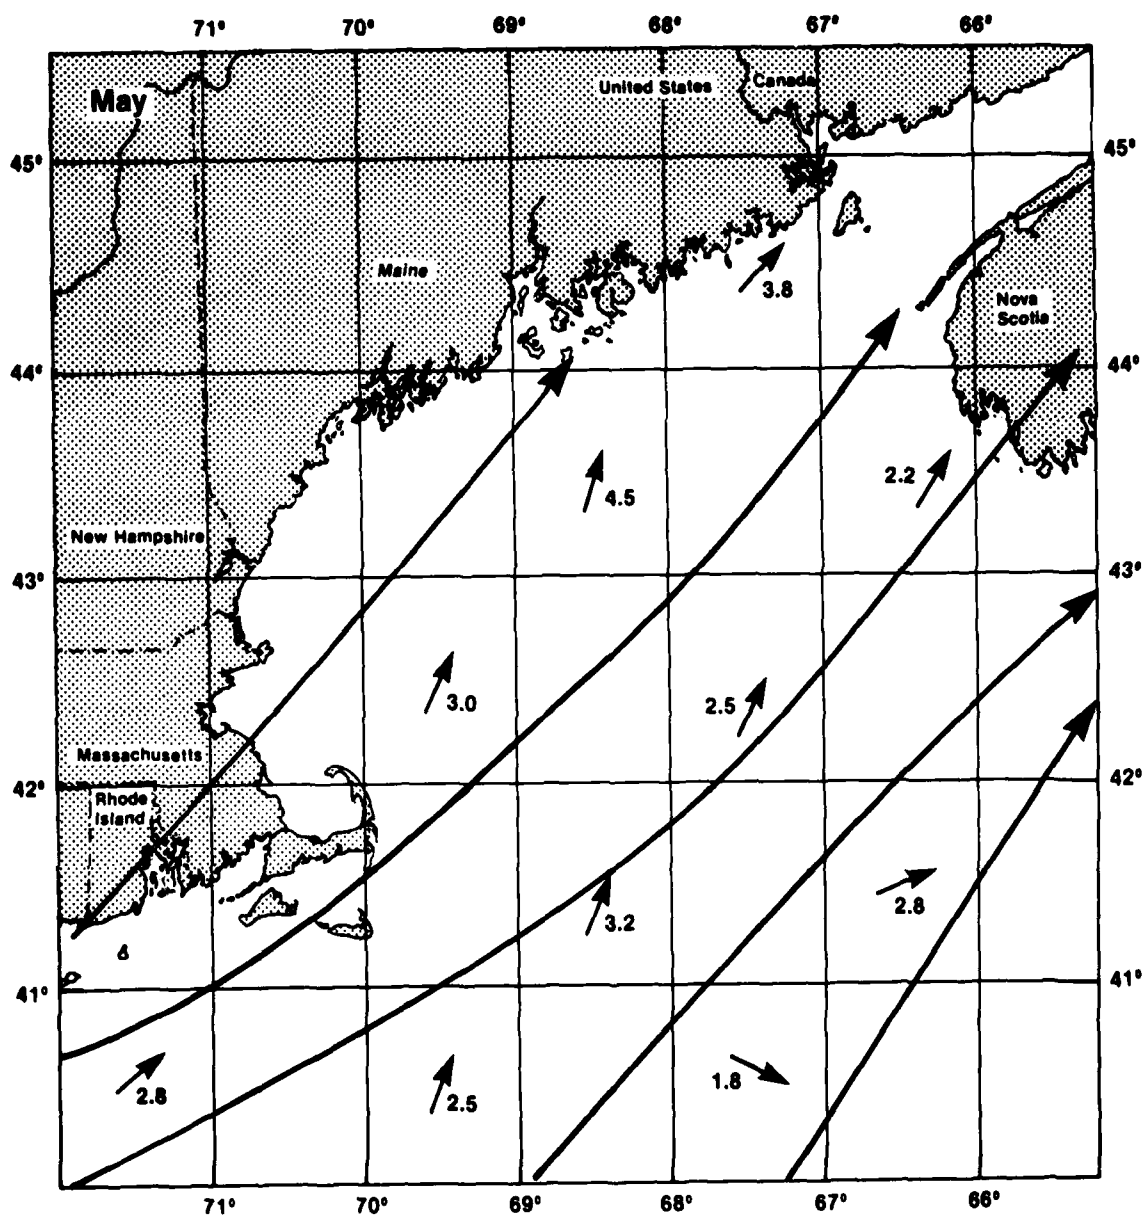 71° 70° 69° 68° 67° 66°
May
United States
Canada
45° 45°
Maine
3.8
Nova
Scotia
44° 44°
2.2
4.5
New Hampshire
43° 43°
3.0
2.5
Massachusetts
42° 42°
Rhode
Island
2.8
3.2
41° 41°
1.8
2.8
2.5
71° 70° 69° 68° 67° 66°